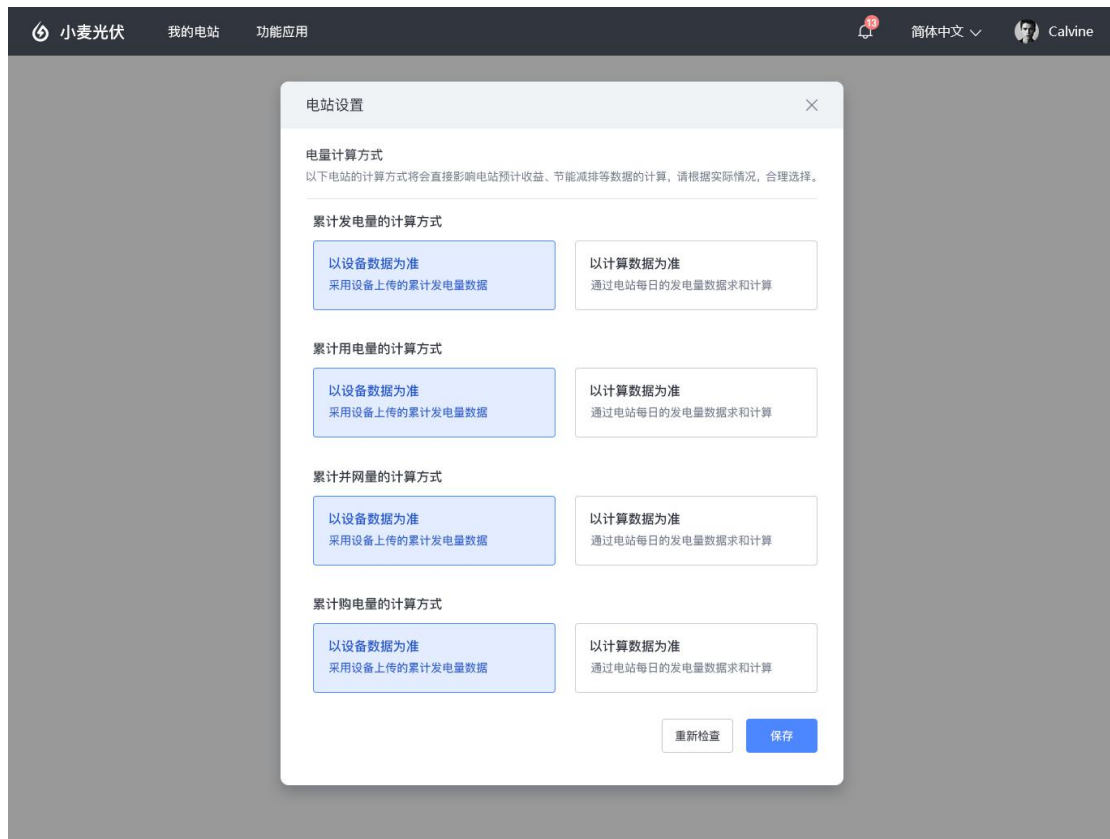 小麦光伏 我的电站 功能应用 13 简体中文 Calvine
电站设置
电量计算方式
以下电站的计算方式将会直接影响电站预计收益、节能减排等数据的计算，请根据实际情况，合理选择。
累计发电量的计算方式
以设备数据为准 以计算数据为准
采用设备上传的累计发电量数据 通过电站每日的发电量数据求和计算
累计用电量的计算方式
以设备数据为准 以计算数据为准
采用设备上传的累计发电量数据 通过电站每日的发电量数据求和计算
累计并网量的计算方式
以设备数据为准 以计算数据为准
采用设备上传的累计发电量数据 通过电站每日的发电量数据求和计算
累计购电量的计算方式
以设备数据为准 以计算数据为准
采用设备上传的累计发电量数据 通过电站每日的发电量数据求和计算
重新检查 保存